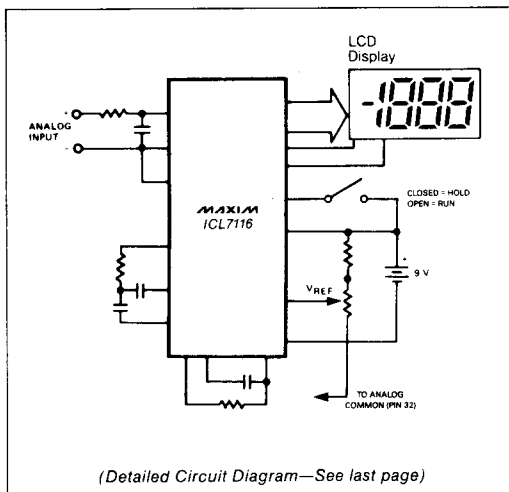 LCD
Display
-1888
+
ANALOG
INPUT
-
MAXIM
ICL7116
CLOSED = HOLD
OPEN = RUN
+
9 V
VREF
TO ANALOG
COMMON (PIN 32)
(Detailed Circuit Diagram—See last page)